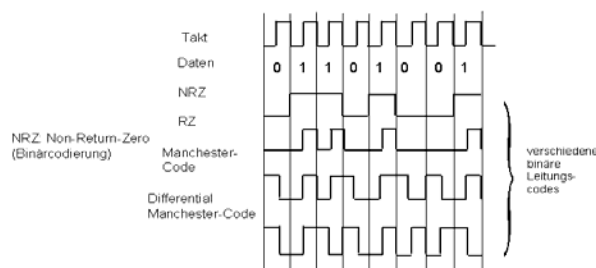 Takt
Daten
0 1 1 0 1 0 0 1
NRZ
RZ
NRZ: Non-Return-Zero
(Binärcodierung)
Manchester-
Code
Differential
Manchester-Code
verschiedene
binäre
Leitungs-
codes